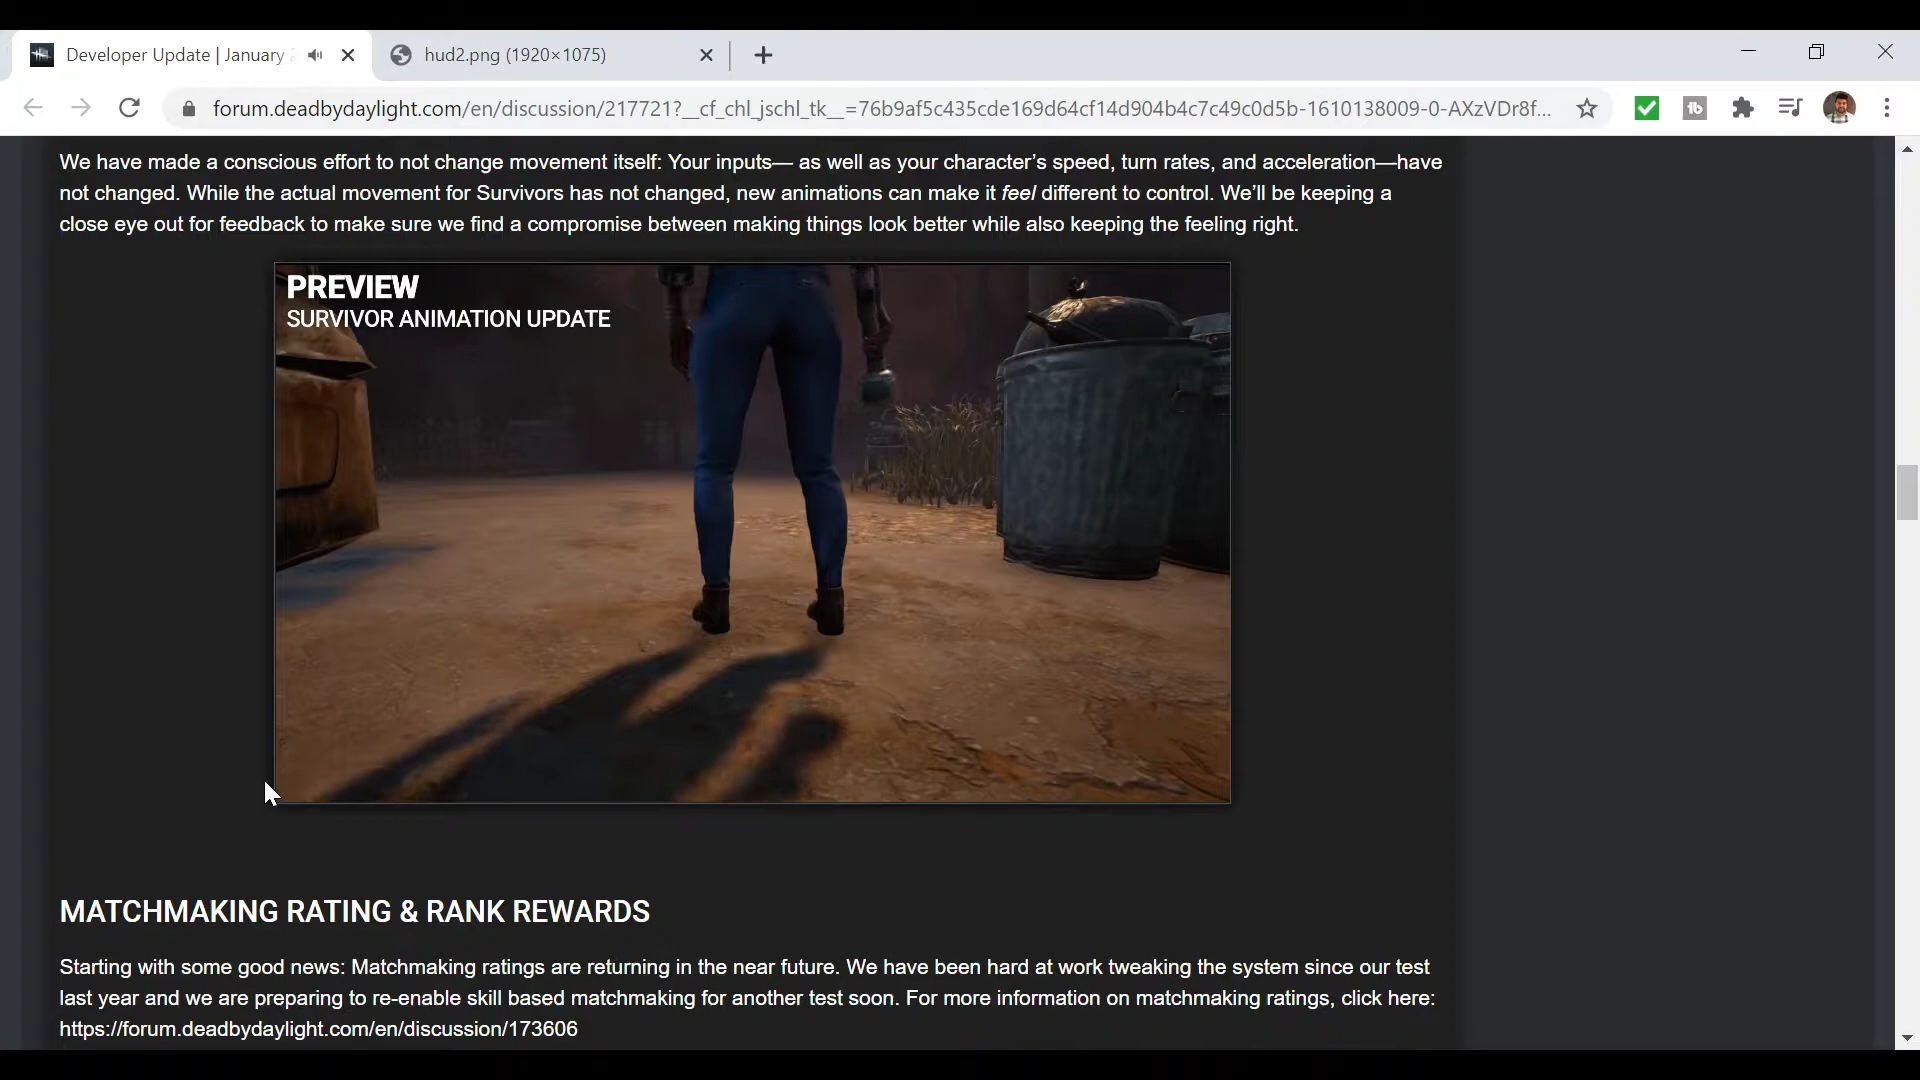 Developer Update | January
hud2.png (1920×1075)
forum.deadbydaylight.com/en/discussion/217721?__cf_chl_jschl_tk__=76b9af5c435cde169d64cf14d904b4c7c49c0d5b-1610138009-0-AXzVDr8f...
We have made a conscious effort to not change movement itself: Your inputs— as well as your character’s speed, turn rates, and acceleration—have
not changed. While the actual movement for Survivors has not changed, new animations can make it feel different to control. We’ll be keeping a
close eye out for feedback to make sure we find a compromise between making things look better while also keeping the feeling right.
PREVIEW
SURVIVOR ANIMATION UPDATE
MATCHMAKING RATING & RANK REWARDS
Starting with some good news: Matchmaking ratings are returning in the near future. We have been hard at work tweaking the system since our test
last year and we are preparing to re-enable skill based matchmaking for another test soon. For more information on matchmaking ratings, click here:
https://forum.deadbydaylight.com/en/discussion/173606